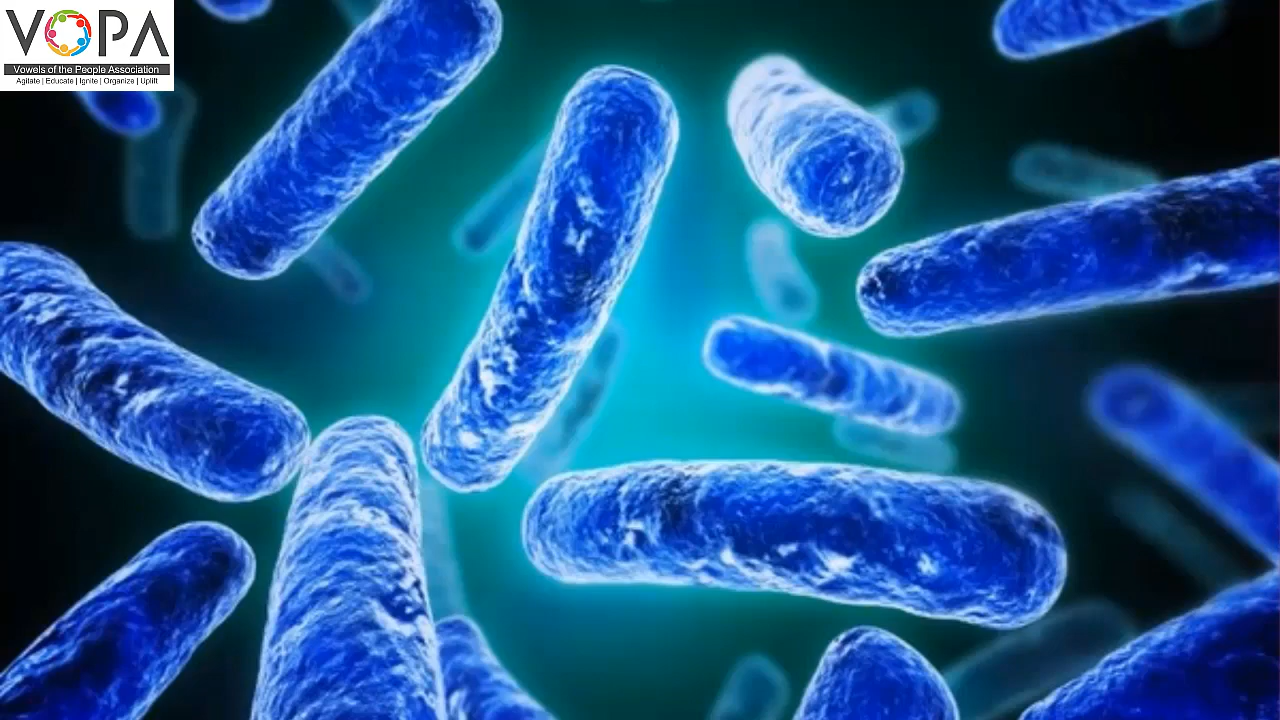 VOPA
Vowels of the People Association
Agitate | Educate | Ignite | Organize | Uplift